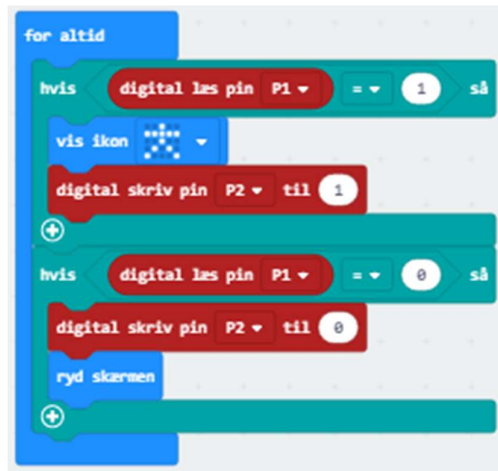 for altid
hvis digital læs pin P1 = 1 så
vis ikon
digital skriv pin P2 til 1
hvis digital læs pin P1 = 0 så
digital skriv pin P2 til 0
ryd skærmen